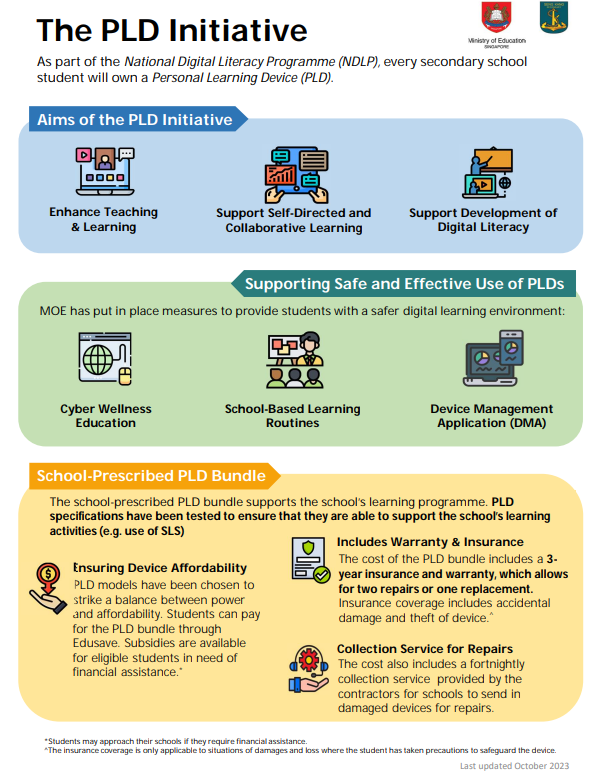 The PLD Initiative
Ministry of Education
SINGAPORE
As part of the National Digital Literacy Programme (NDLP), every secondary school
student will own a Personal Learning Device (PLD).
Aims of the PLD Initiative
Enhance Teaching
& Learning
Support Self-Directed and
Collaborative Learning
Support Development of
Digital Literacy
Supporting Safe and Effective Use of PLDs
MOE has put in place measures to provide students with a safer digital learning environment:
Cyber Wellness
Education
School-Based Learning
Routines
Device Management
Application (DMA)
School-Prescribed PLD Bundle
The school-prescribed PLD bundle supports the school's learning programme. PLD
specifications have been tested to ensure that they are able to support the school's learning
activities (e.g. use of SLS)
Ensuring Device Affordability
PLD models have been chosen to
strike a balance between power
and affordability. Students can pay
for the PLD bundle through
Edusave. Subsidies are available
for eligible students in need of
financial assistance.*
Includes Warranty & Insurance
The cost of the PLD bundle includes a 3-
year insurance and warranty, which allows
for two repairs or one replacement.
Insurance coverage includes accidental
damage and theft of device.^
Collection Service for Repairs
The cost also includes a fortnightly
collection service provided by the
contractors for schools to send in
damaged devices for repairs.
*Students may approach their schools if they require financial assistance.
^The insurance coverage is only applicable to situations of damages and loss where the student has taken precautions to safeguard the device.
Last updated October 2023